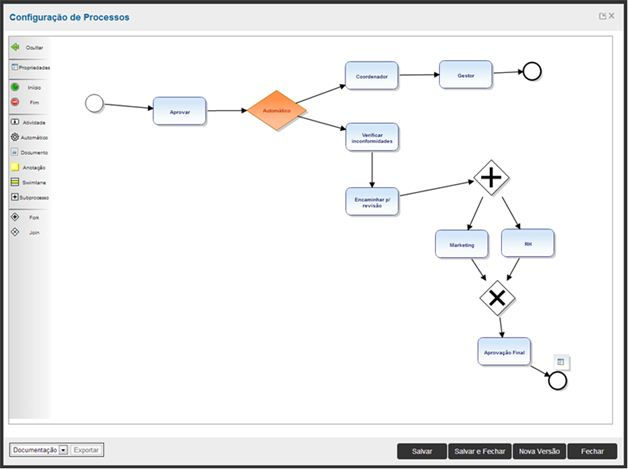 Configuração de Processos
Ocultar
Propriedades
Início
Fim
Atividade
Automático
Documento
Anotação
Swimlane
Subprocesso
Fork
Join
Aprovar
Automático
Coordenador
Gestor
Verificar
inconformidades
Encaminhar p/
revisão
Marketing
RH
Aprovação Final
Documentação
Exportar
Salvar
Salvar e Fechar
Nova Versão
Fechar